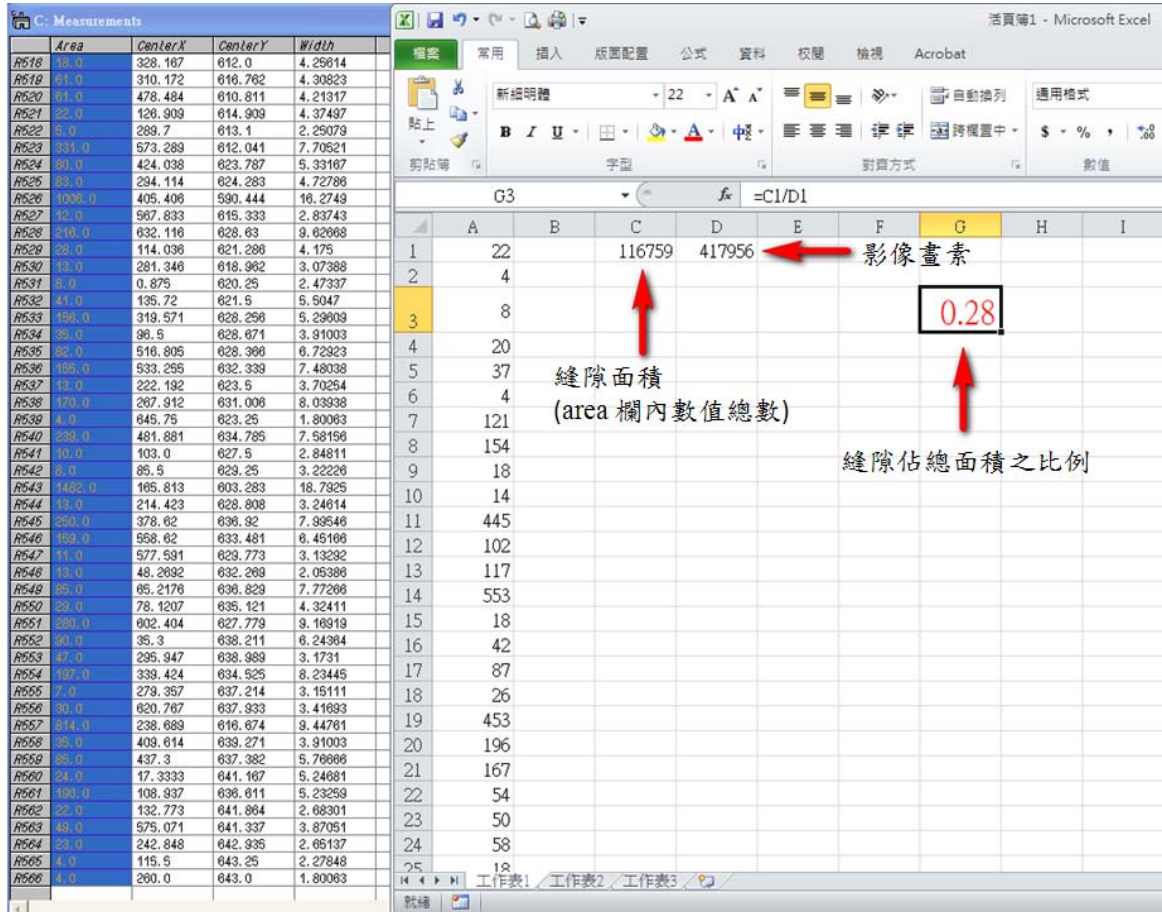 C: Measurements
Area CenterX CenterY Width
R518 18.0 328.167 612.0 4.25614
R519 61.0 310.172 616.762 4.30823
R520 61.0 478.484 610.811 4.21317
R521 22.0 126.909 614.909 4.37497
R522 5.0 289.7 613.1 2.25079
R523 331.0 573.289 612.041 7.70521
R524 80.0 424.038 623.787 5.33167
R525 83.0 294.114 624.283 4.72786
R526 1006.0 405.406 590.444 16.2749
R527 12.0 567.833 615.333 2.83743
R528 216.0 632.116 628.63 9.62668
R529 28.0 114.036 621.286 4.175
R530 13.0 281.346 618.962 3.07388
R531 8.0 0.875 620.25 2.47337
R532 41.0 135.72 621.5 5.5047
R533 156.0 319.571 628.256 5.29609
R534 35.0 96.5 628.671 3.91003
R535 82.0 516.805 628.366 6.72923
R536 155.0 533.255 632.339 7.48038
R537 13.0 222.192 623.5 3.70254
R538 170.0 267.912 631.006 8.03938
R539 4.0 645.75 623.25 1.80063
R540 239.0 481.881 634.785 7.58156
R541 10.0 103.0 627.5 2.84811
R542 8.0 85.5 629.25 3.22226
R543 1482.0 165.813 603.283 18.7925
R544 13.0 214.423 628.808 3.24614
R545 250.0 378.62 636.92 7.99546
R546 159.0 558.62 633.481 6.45166
R547 11.0 577.591 629.773 3.13292
R548 13.0 48.2692 632.269 2.05386
R549 85.0 65.2176 636.829 7.77266
R550 29.0 78.1207 635.121 4.32411
R551 280.0 602.404 627.779 9.16919
R552 90.0 35.3 638.211 6.24364
R553 47.0 295.947 638.989 3.1731
R554 197.0 339.424 634.525 8.23445
R555 7.0 279.357 637.214 3.15111
R556 30.0 620.767 637.933 3.41693
R557 814.0 238.689 616.674 9.44761
R558 35.0 409.614 639.271 3.91003
R559 85.0 437.3 637.382 5.76666
R560 24.0 17.3333 641.167 5.24681
R561 190.0 108.937 636.611 5.23259
R562 22.0 132.773 641.864 2.68301
R563 49.0 575.071 641.337 3.87051
R564 23.0 242.848 642.935 2.65137
R565 4.0 115.5 643.25 2.27848
R566 4.0 260.0 643.0 1.80063
活頁簿1 - Microsoft Excel
檔案 常用 插入 版面配置 公式 資料 校閱 檢視 Acrobat
新細明體 22 A A 自動換列 通用格式
貼上 B I U A 中 跨欄置中 $ % , .00
剪貼簿 字型 對齊方式 數值
G3 fx =C1/D1
A B C D E F G H I
1 22 116759 417956 影像畫素
2 4
3 8 0.28
4 20
5 37
6 4
7 121
8 154
9 18
10 14
11 445
12 102
13 117
14 553
15 18
16 42
17 87
18 26
19 453
20 196
21 167
22 54
23 50
24 58
25 18
縫隙面積
(area 欄內數值總數)
縫隙佔總面積之比例
工作表1 工作表2 工作表3
就緒